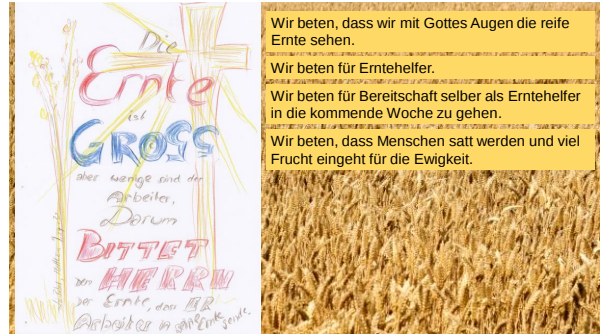 Die
Ernte
ist
GROSS
aber wenige sind der
Arbeiter,
Darum
BITTET
den HERRN
der Ernte, dass ER
Arbeiter in seine Ernte sende.
Wir beten, dass wir mit Gottes Augen die reife
Ernte sehen.
Wir beten für Erntehelfer.
Wir beten für Bereitschaft selber als Erntehelfer
in die kommende Woche zu gehen.
Wir beten, dass Menschen satt werden und viel
Frucht eingeht für die Ewigkeit.